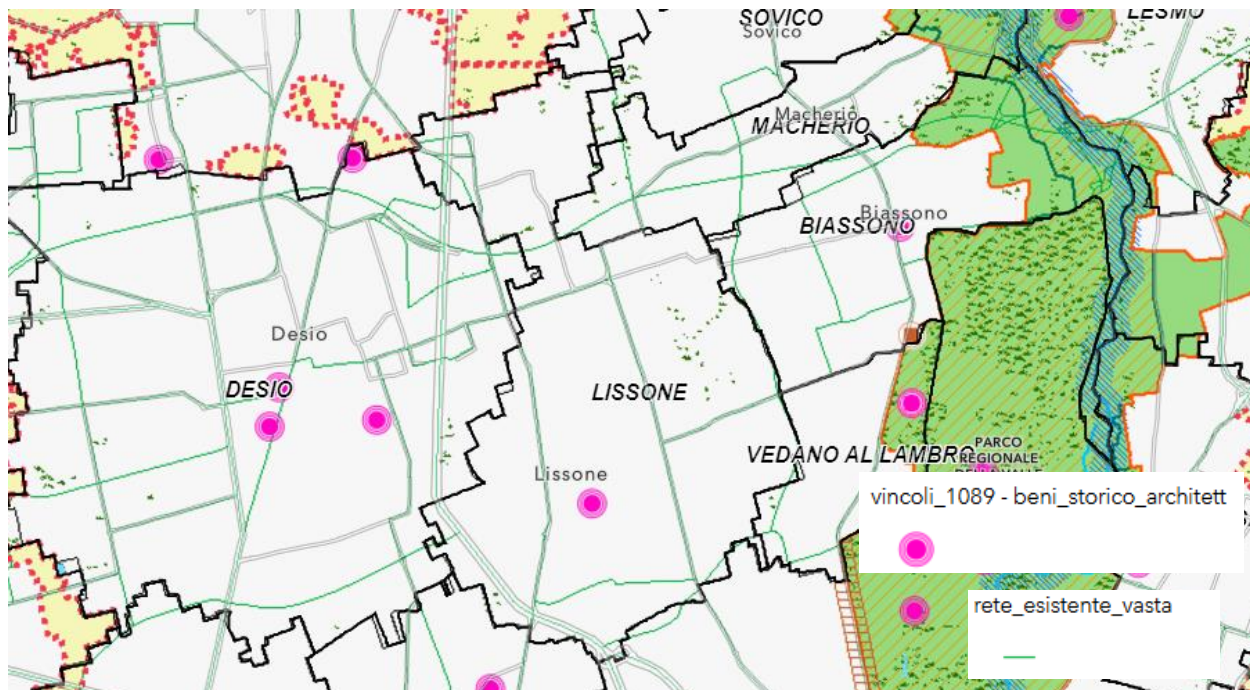 SOVICO
Sovico
LESMO
Macherio
MACHERIO
Biassono
BIASSONO
Desio
DESIO
LISSONE
Lissone
VEDANO AL LAMBRO
PARCO
REGIONALE
vincoli_1089 - beni_storico_architett
rete_esistente_vasta